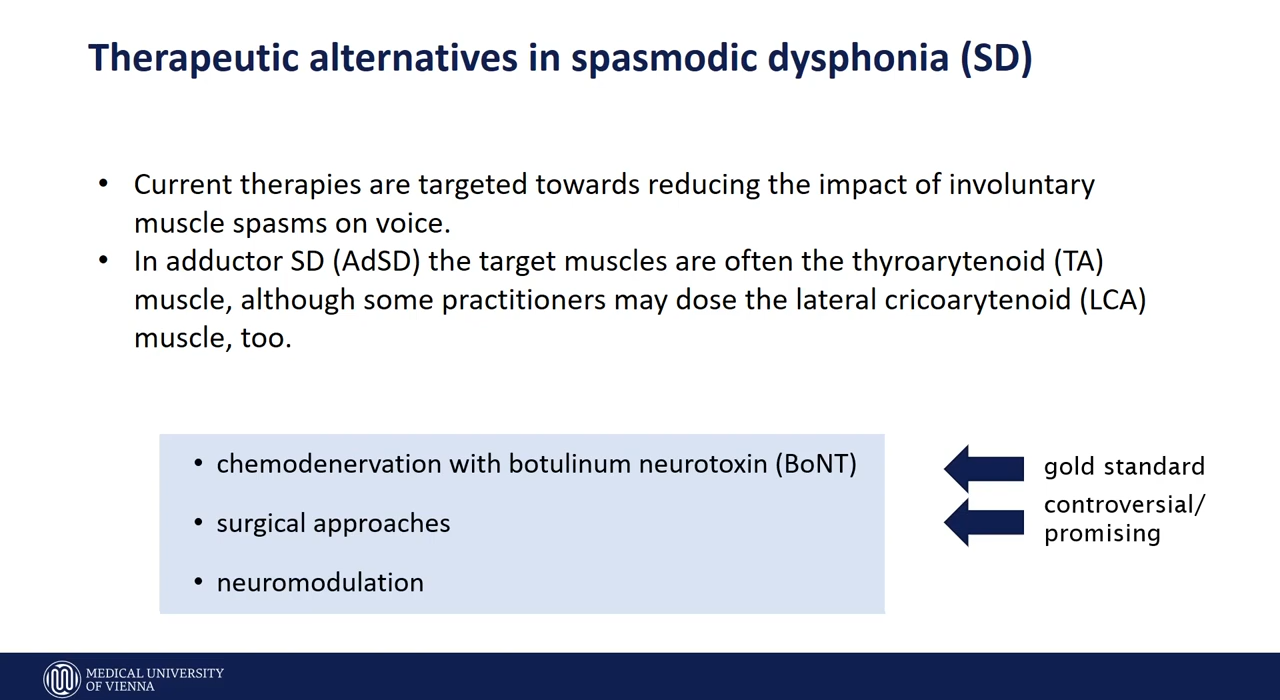 Therapeutic alternatives in spasmodic dysphonia (SD)
• Current therapies are targeted towards reducing the impact of involuntary
muscle spasms on voice.
• In adductor SD (AdSD) the target muscles are often the thyroarytenoid (TA)
muscle, although some practitioners may dose the lateral cricoarytenoid (LCA)
muscle, too.
• chemodenervation with botulinum neurotoxin (BoNT)
gold standard
• surgical approaches
controversial/
promising
• neuromodulation
MEDICAL UNIVERSITY
OF VIENNA